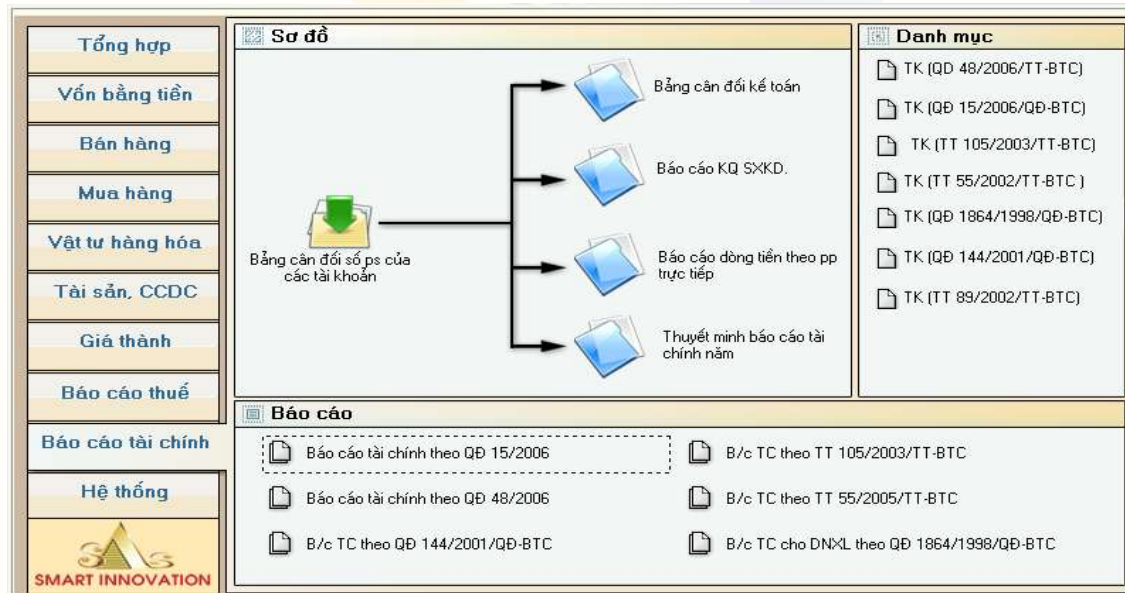 Tổng hợp
Vốn bằng tiền
Bán hàng
Mua hàng
Vật tư hàng hóa
Tài sản, CCDC
Giá thành
Báo cáo thuế
Báo cáo tài chính
Hệ thống
SAS
SMART INNOVATION
Sơ đồ
Bảng cân đối số ps của
các tài khoản
Bảng cân đối kế toán
Báo cáo KQ SXKD.
Báo cáo dòng tiền theo pp
trực tiếp
Thuyết minh báo cáo tài
chính năm
Danh mục
TK (QD 48/2006/TT-BTC)
TK (QĐ 15/2006/QĐ-BTC)
TK (TT 105/2003/TT-BTC)
TK (TT 55/2002/TT-BTC )
TK (QĐ 1864/1998/QĐ-BTC)
TK (QĐ 144/2001/QĐ-BTC)
TK (TT 89/2002/TT-BTC)
Báo cáo
Báo cáo tài chính theo QĐ 15/2006
Báo cáo tài chính theo QĐ 48/2006
B/c TC theo QĐ 144/2001/QĐ-BTC
B/c TC theo TT 105/2003/TT-BTC
B/c TC theo TT 55/2005/TT-BTC
B/c TC cho DNXL theo QĐ 1864/1998/QĐ-BTC